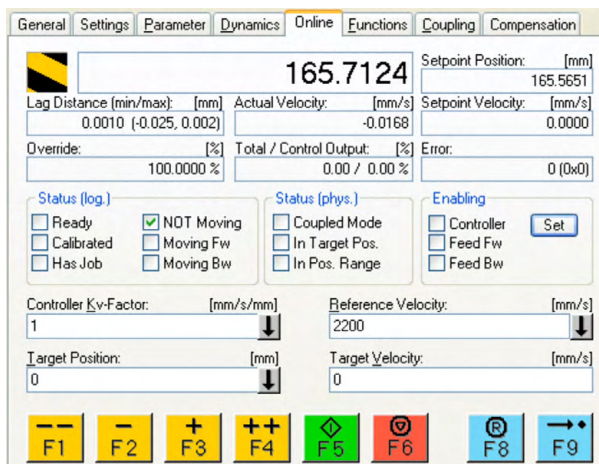 General Settings Parameter Dynamics Online Functions Coupling Compensation
165.7124
Setpoint Position: [mm]
165.5651
Lag Distance (min/max): [mm] Actual Velocity: [mm/s] Setpoint Velocity: [mm/s]
0.0010 (-0.025, 0.002) -0.0168 0.0000
Override: [%] Total / Control Output: [%] Error:
100.0000 % 0.00 / 0.00 % 0 (0x0)
Status (log.) Status (phys.) Enabling
Ready NOT Moving Coupled Mode Controller Set
Calibrated Moving Fw In Target Pos. Feed Fw
Has Job Moving Bw In Pos. Range Feed Bw
Controller Kv-Factor: [mm/s/mm] Reference Velocity: [mm/s]
1 2200
Target Position: [mm] Target Velocity: [mm/s]
0 0
-- - + ++ ® →•
F1 F2 F3 F4 F5 F6 F8 F9